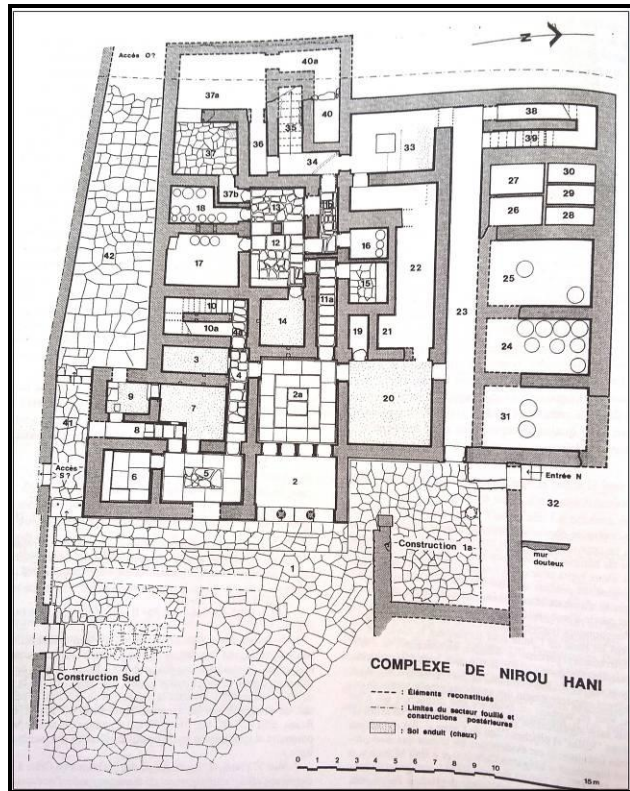 Accès O?
40a
N
37a
35
40
38
39
36
34
33
37
30
27
37b
13
11b
29
18
26
28
12
16
42
17
22
23
25
15
10
11a
10a
4a
14
19
21
24
3
4
9
7
2a
20
31
8
41
Accès
S?
6
5
2
Entrée N
32
Construction 1a
mur
douteux
1
COMPLEXE DE NIROU HANI
Construction Sud
: Éléments reconstitués
: Limites du secteur fouillé et
constructions postérieures
: Sol enduit (chaux)
0 1 2 3 4 5 6 7 8 9 10 15m